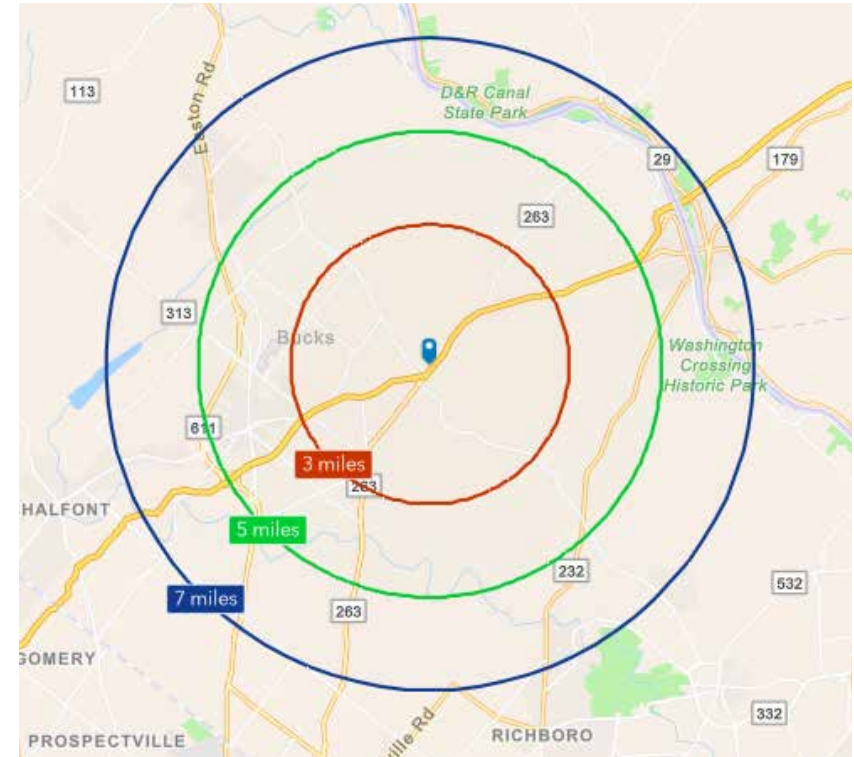 113
Easton Rd
D&R Canal
State Park
29
179
263
313
Bucks
Washington
Crossing
Historic Park
611
3 miles
263
HALFONT
5 miles
7 miles
232
532
263
GOMERY
332
PROSPECTVILLE
ville Rd
RICHBORO